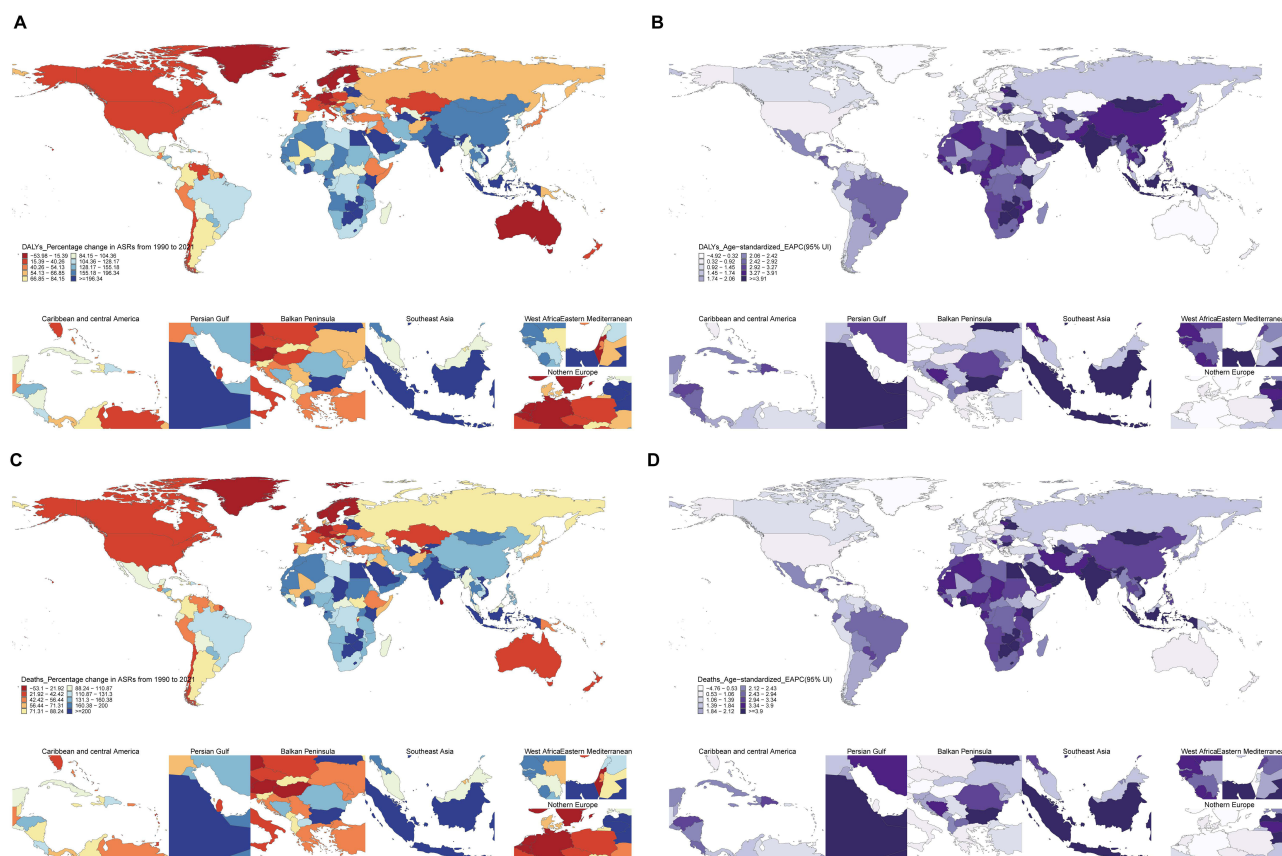 A
DALYs_Percentage change in ASRs from 1990 to 2021
−53.98 − 15.39
15.39 − 40.26
40.26 − 54.13
54.13 − 66.85
66.85 − 84.15
84.15 − 104.36
104.36 − 128.17
128.17 − 155.18
155.18 − 196.34
>=196.34
Caribbean and central America
Persian Gulf
Balkan Peninsula
Southeast Asia
West Africa
Eastern Mediterranean
Nothern Europe
B
DALYs_Age−standardized_EAPC(95% UI)
−4.92 − 0.32
0.32 − 0.92
0.92 − 1.45
1.45 − 1.74
1.74 − 2.06
2.06 − 2.42
2.42 − 2.92
2.92 − 3.27
3.27 − 3.91
>=3.91
Caribbean and central America
Persian Gulf
Balkan Peninsula
Southeast Asia
West Africa
Eastern Mediterranean
Nothern Europe
C
Deaths_Percentage change in ASRs from 1990 to 2021
−53.1 − 21.92
21.92 − 42.42
42.42 − 56.44
56.44 − 71.31
71.31 − 88.24
88.24 − 110.87
110.87 − 131.3
131.3 − 160.38
160.38 − 200
>=200
Caribbean and central America
Persian Gulf
Balkan Peninsula
Southeast Asia
West Africa
Eastern Mediterranean
Nothern Europe
D
Deaths_Age−standardized_EAPC(95% UI)
−4.76 − 0.53
0.53 − 1.06
1.06 − 1.39
1.39 − 1.84
1.84 − 2.12
2.12 − 2.43
2.43 − 2.94
2.94 − 3.34
3.34 − 3.9
>=3.9
Caribbean and central America
Persian Gulf
Balkan Peninsula
Southeast Asia
West Africa
Eastern Mediterranean
Nothern Europe